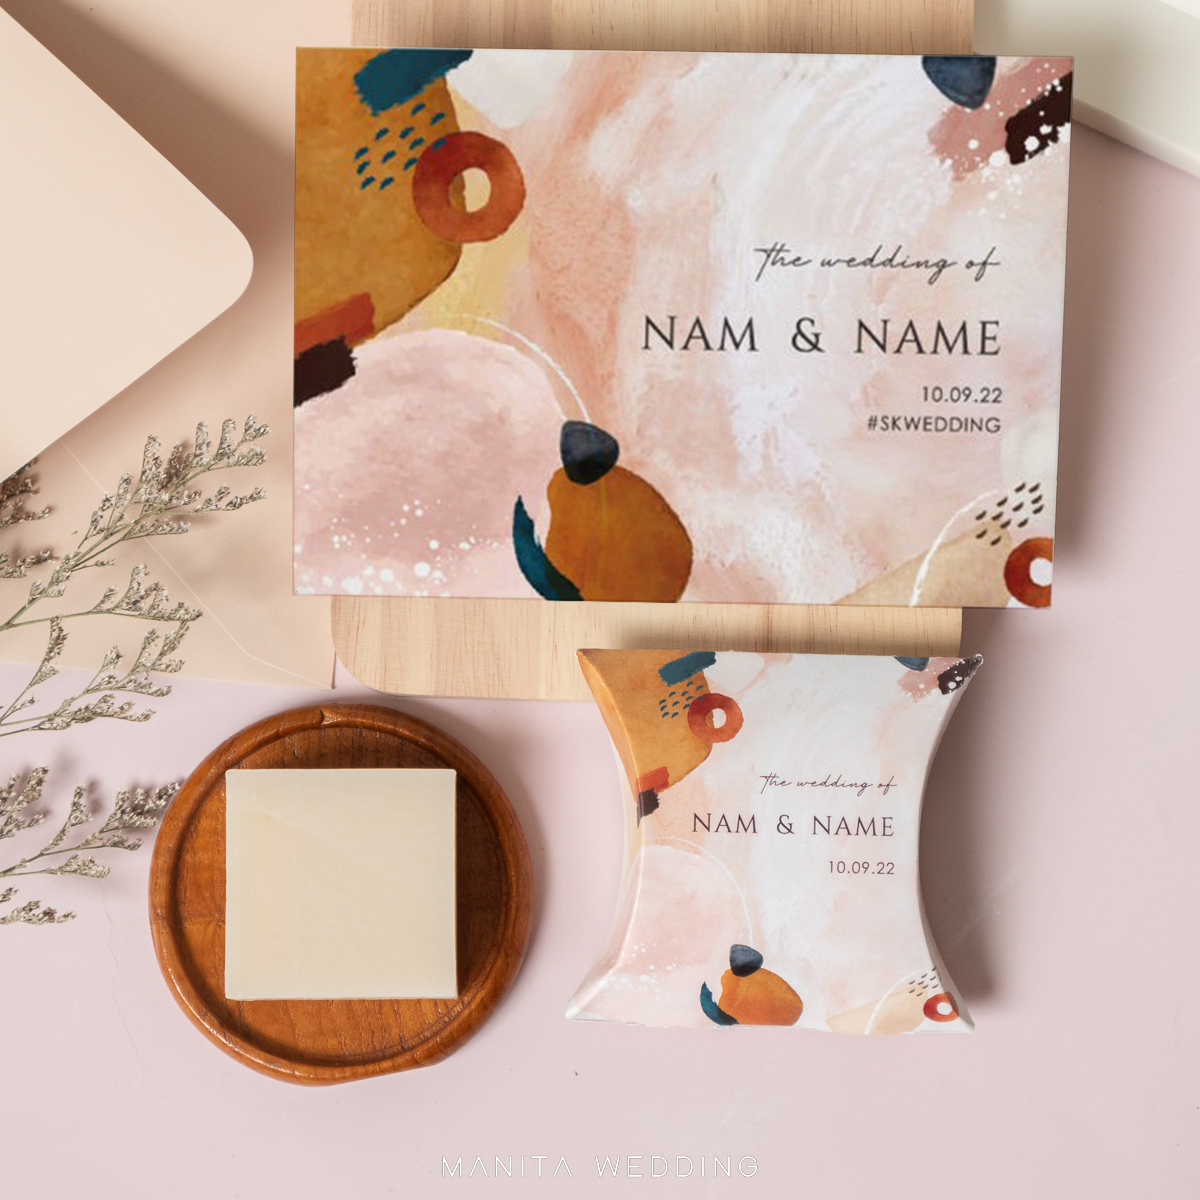 the wedding of
NAM & NAME
10.09.22
#SKWEDDING
the wedding of
NAM & NAME
10.09.22
MANITA WEDDING